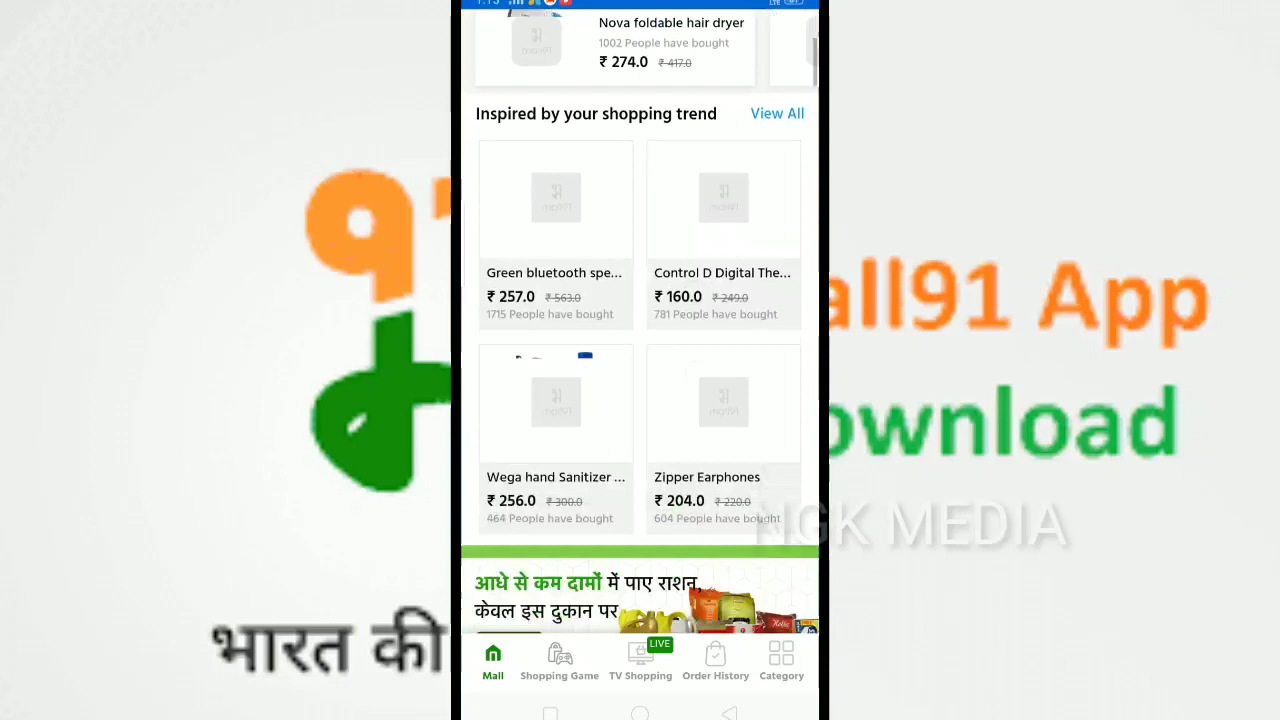 Nova foldable hair dryer
1002 People have bought
₹ 274.0 ₹ 417.0
Inspired by your shopping trend View All
Green bluetooth spe... Control D Digital The...
₹ 257.0 ₹ 563.0 ₹ 160.0 ₹ 249.0
1715 People have bought 781 People have bought
Wega hand Sanitizer ... Zipper Earphones
₹ 256.0 ₹ 300.0 ₹ 204.0 ₹ 220.0
464 People have bought 604 People have bought
आधे से कम दामों में पाए राशन,
केवल इस दुकान पर
LIVE
Mall Shopping Game TV Shopping Order History Category
all91 App
ownload
NGK MEDIA
भारत की